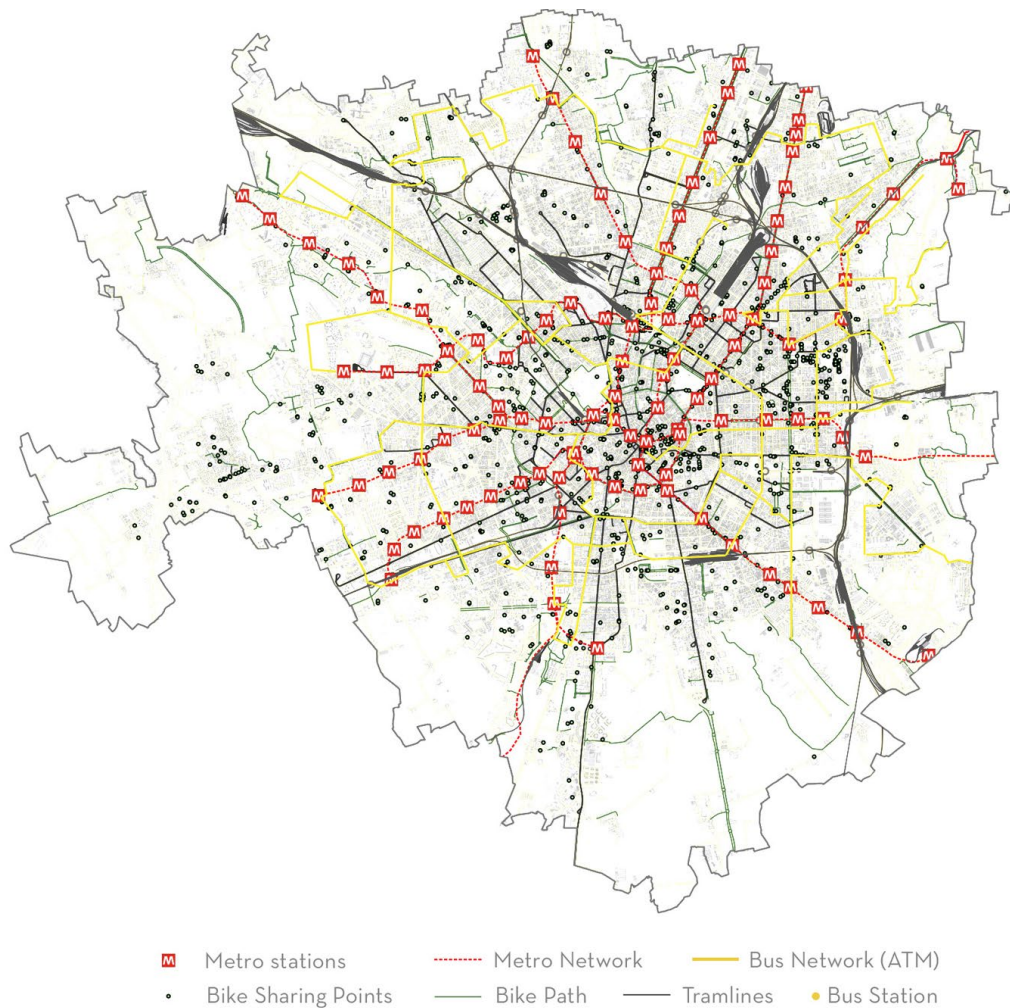 M Metro stations Metro Network Bus Network (ATM)
Bike Sharing Points Bike Path Tramlines Bus Station